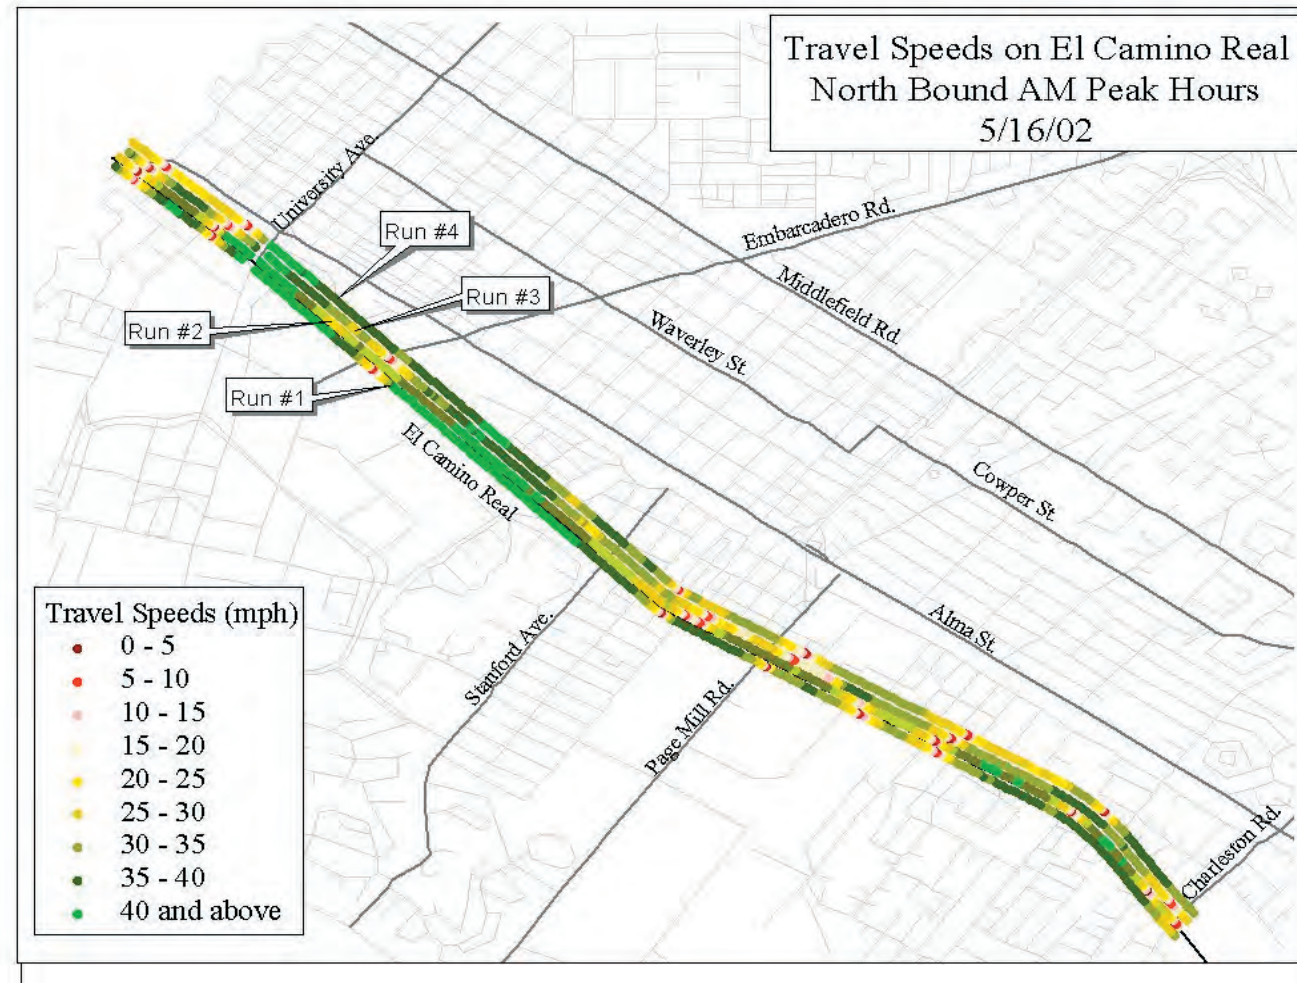 Travel Speeds on El Camino Real
North Bound AM Peak Hours
5/16/02
University Ave.
Run #4
Embarcadero Rd.
Run #3
Middlefield Rd.
Run #2
Waverley St.
Run #1
El Camino Real
Cowper St.
Stanford Ave.
Alma St.
Page Mill Rd.
Charleston Rd.
Travel Speeds (mph)
0 - 5
5 - 10
10 - 15
15 - 20
20 - 25
25 - 30
30 - 35
35 - 40
40 and above